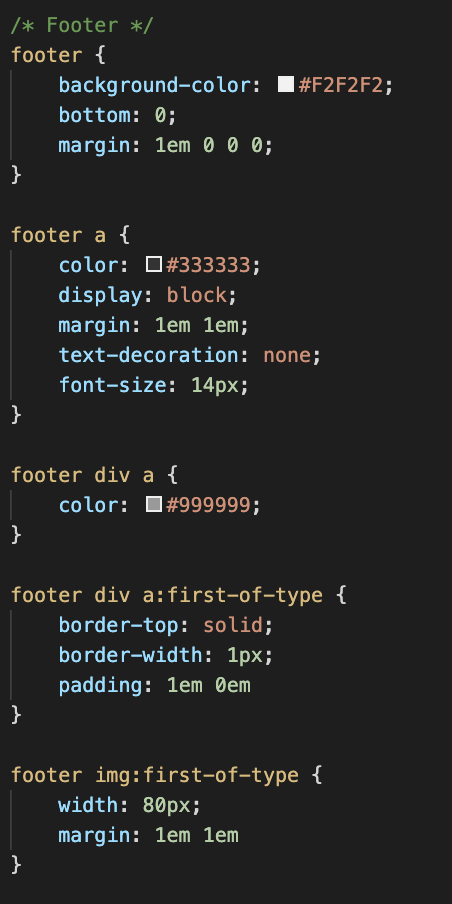 /* Footer */
footer {
    background-color: #F2F2F2;
    bottom: 0;
    margin: 1em 0 0 0;
}

footer a {
    color: #333333;
    display: block;
    margin: 1em 1em;
    text-decoration: none;
    font-size: 14px;
}

footer div a {
    color: #999999;
}

footer div a:first-of-type {
    border-top: solid;
    border-width: 1px;
    padding: 1em 0em
}

footer img:first-of-type {
    width: 80px;
    margin: 1em 1em
}